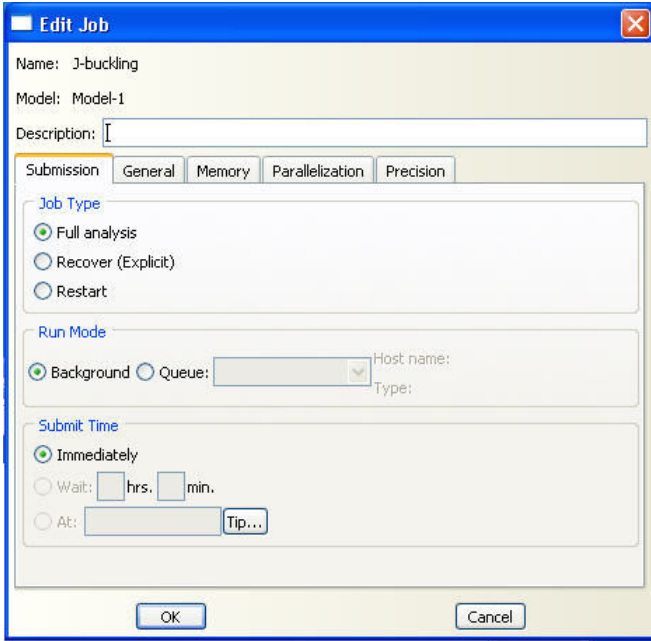 Edit Job
Name: J-buckling
Model: Model-1
Description:
Submission General Memory Parallelization Precision
Job Type
Full analysis
Recover (Explicit)
Restart
Run Mode
Background Queue: Host name:
Type:
Submit Time
Immediately
Wait: hrs. min.
At: Tip...
OK Cancel